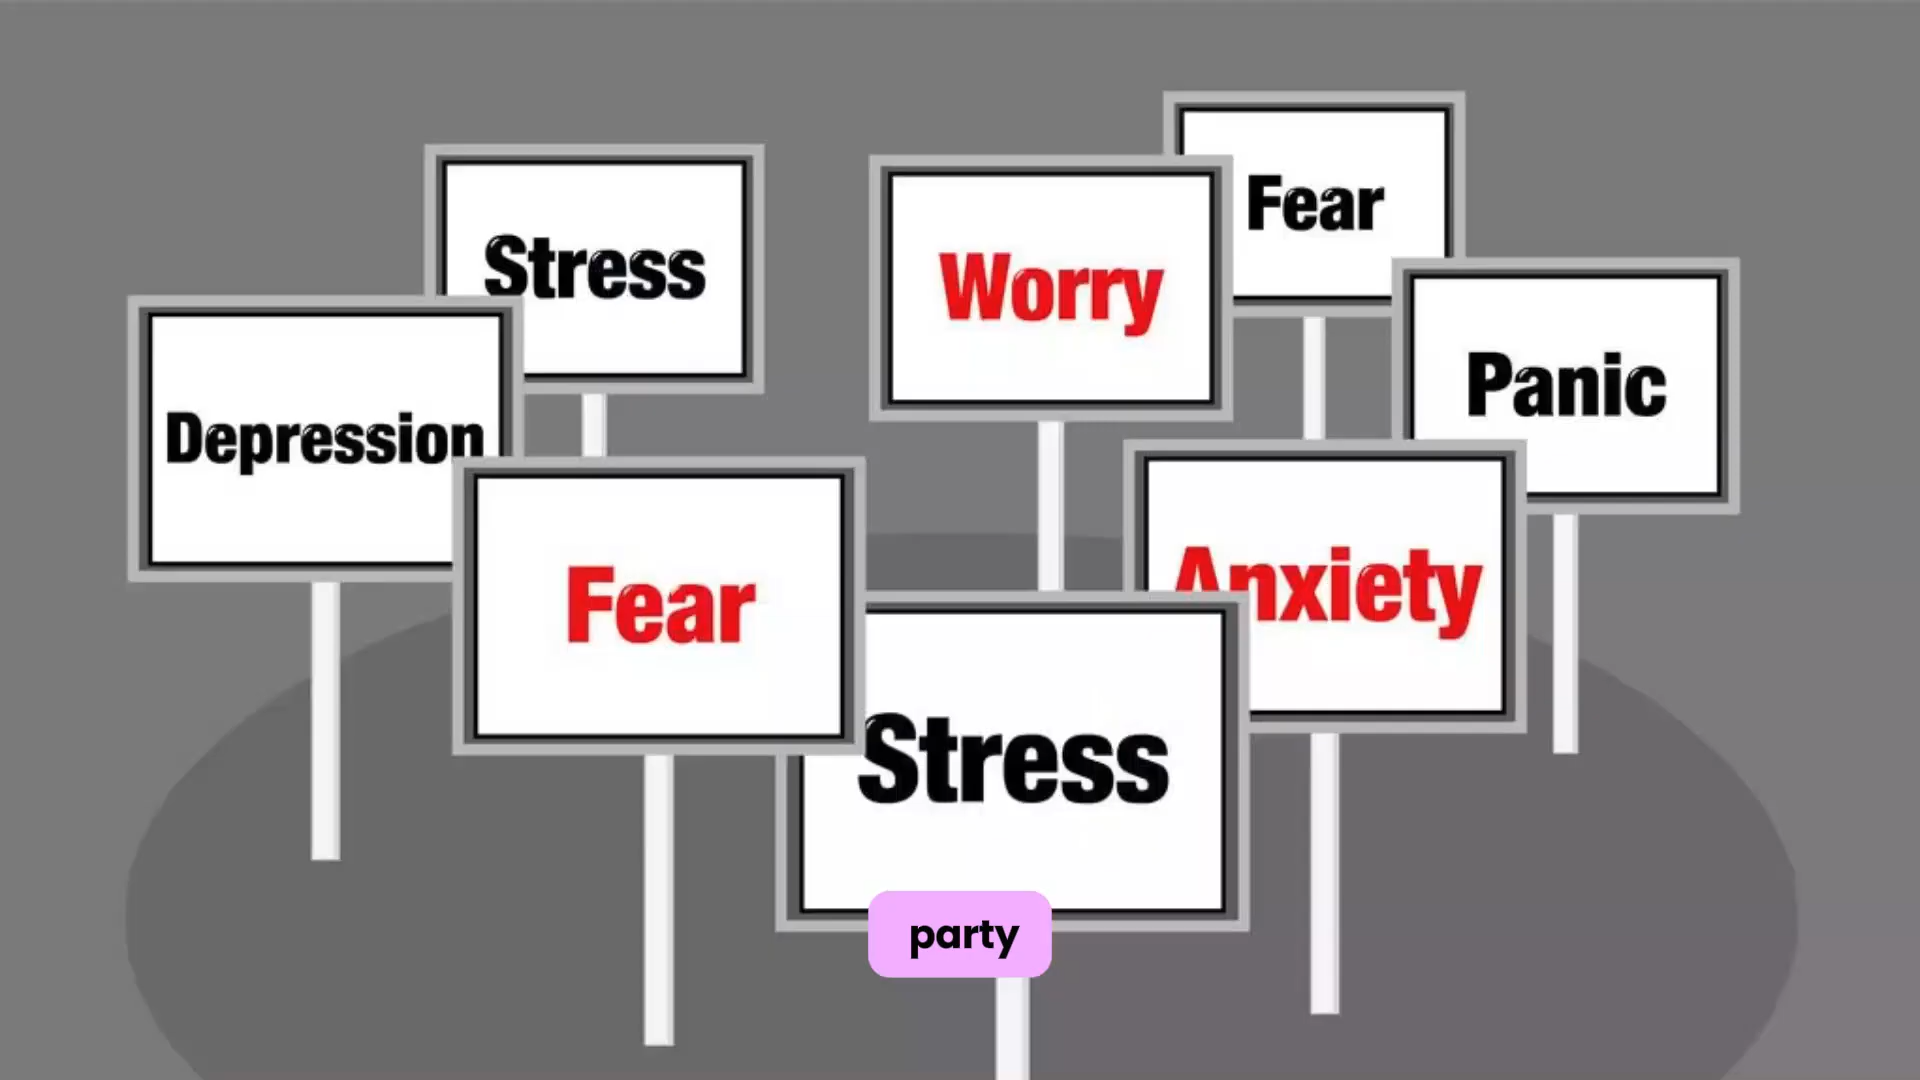 Fear
Stress
Worry
Panic
Depression
Fear
Anxiety
Stress
party